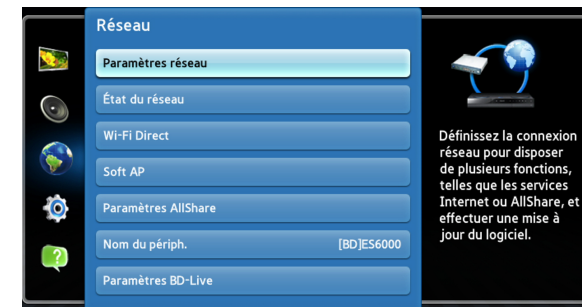 Réseau
Paramètres réseau
État du réseau
Wi-Fi Direct
Soft AP
Paramètres AllShare
Nom du périph. [BD]ES6000
Paramètres BD-Live
Définissez la connexion
réseau pour disposer
de plusieurs fonctions,
telles que les services
Internet ou AllShare, et
effectuer une mise à
jour du logiciel.